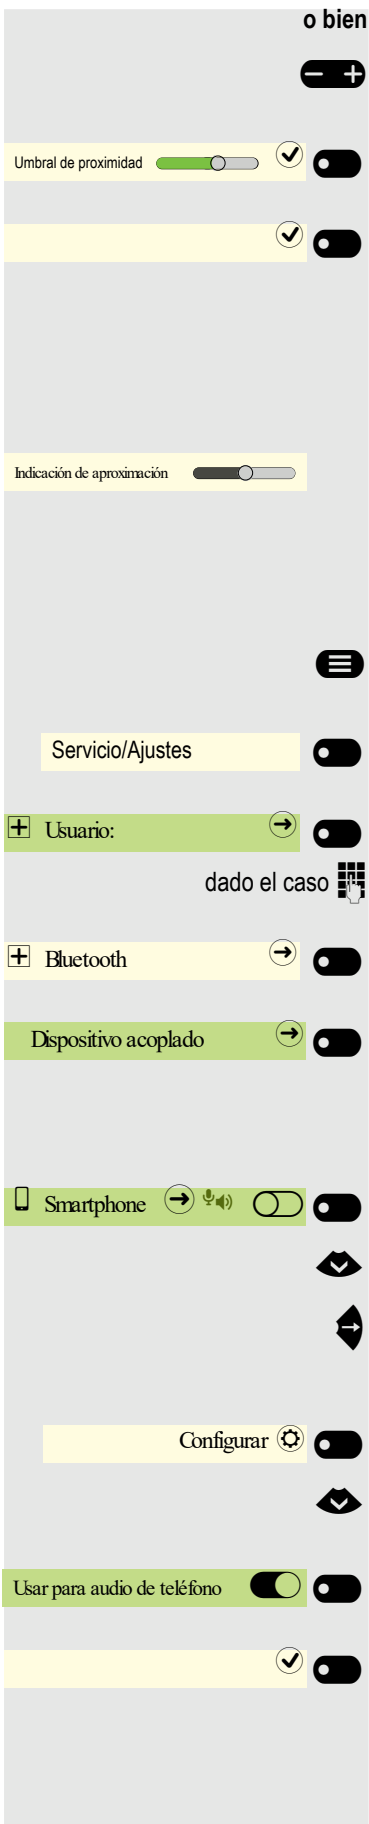 o bien
Umbral de proximidad
Indicación de aproximación
Servicio/Ajustes
Usuario:
dado el caso
Bluetooth
Dispositivo acoplado
Smartphone
Configurar
Usar para audio de teléfono